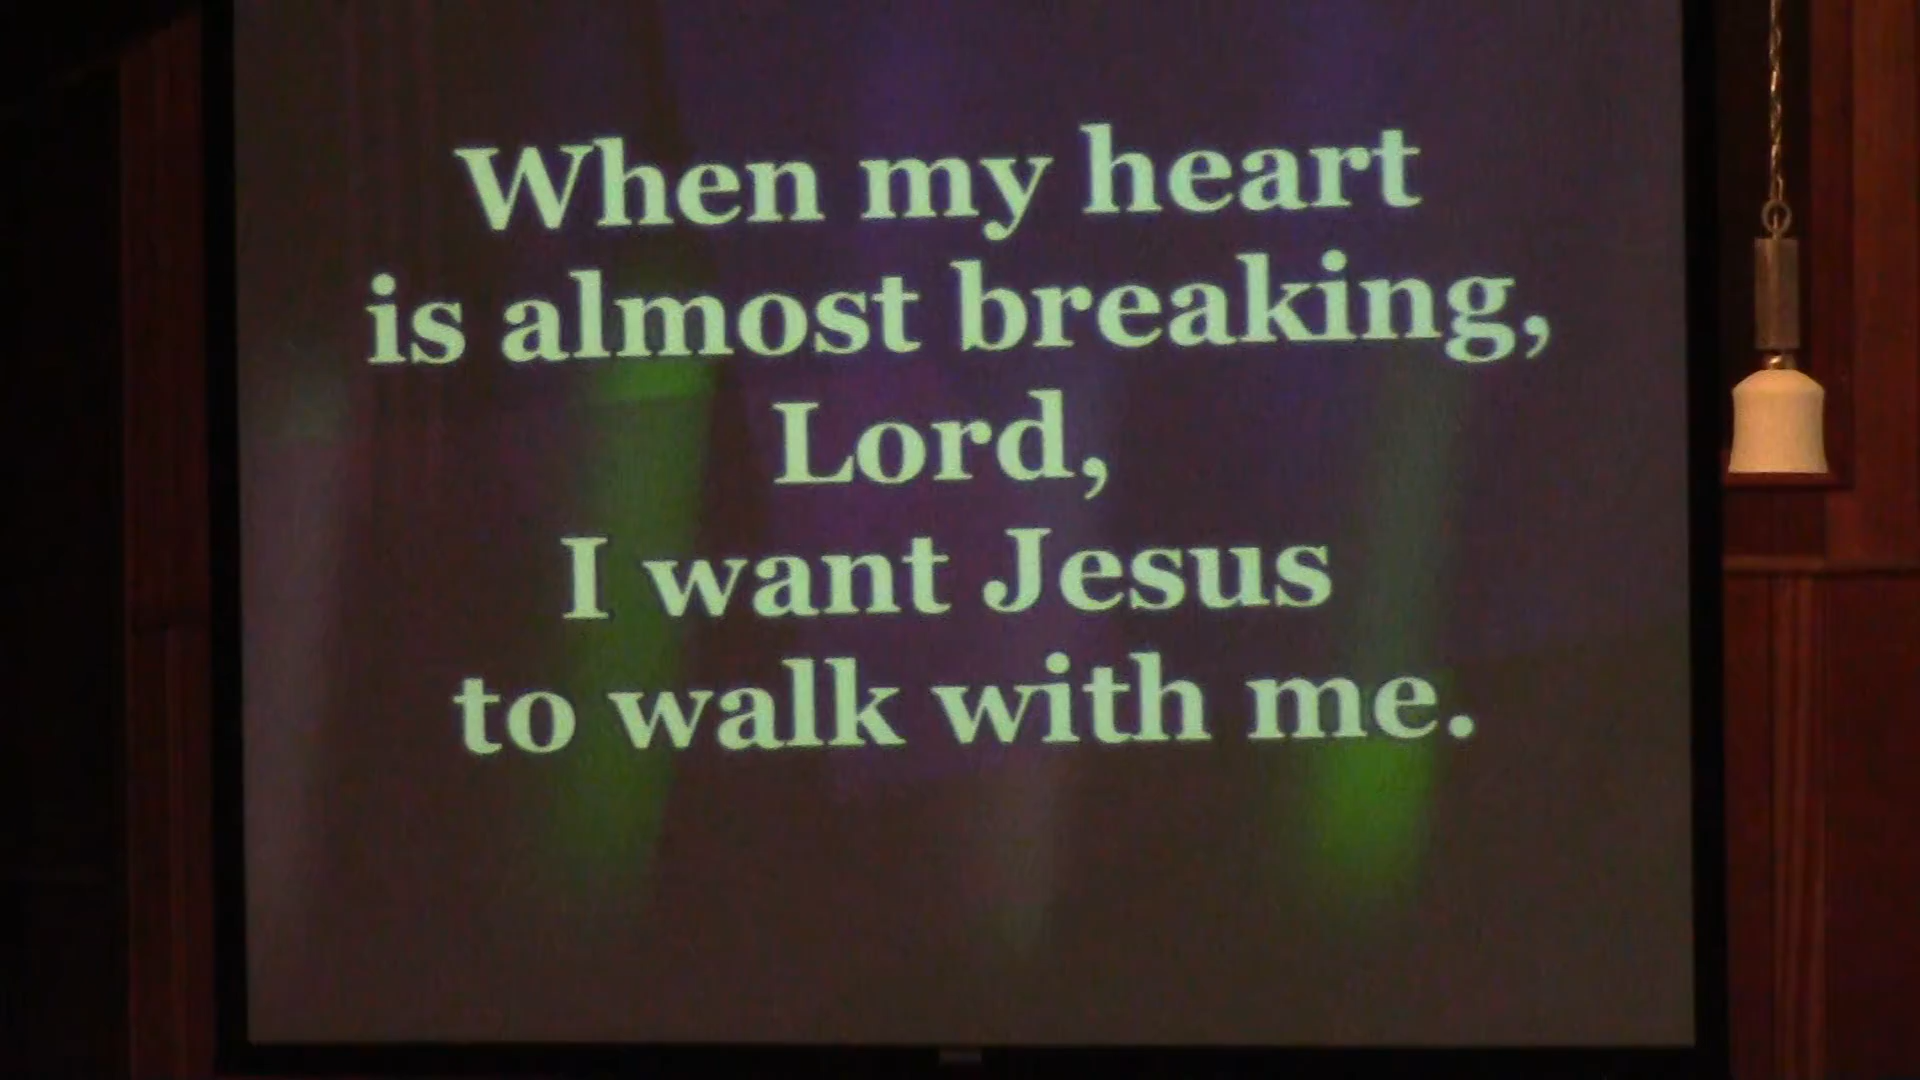 When my heart
is almost breaking,
Lord,
I want Jesus
to walk with me.